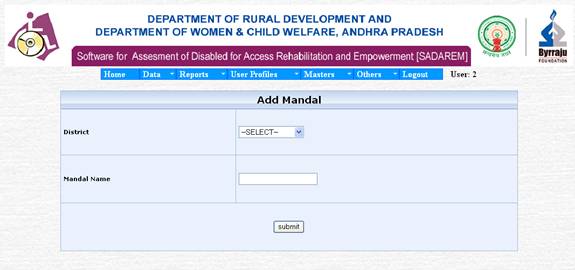 DEPARTMENT OF RURAL DEVELOPMENT AND
DEPARTMENT OF WOMEN & CHILD WELFARE, ANDHRA PRADESH
Software for Assesment of Disabled for Access Rehabilitation and Empowerment [SADAREM]
Byrraju
FOUNDATION
Home Data Reports User Profiles Masters Others Logout User: 2
Add Mandal
District --SELECT--
Mandal Name
submit